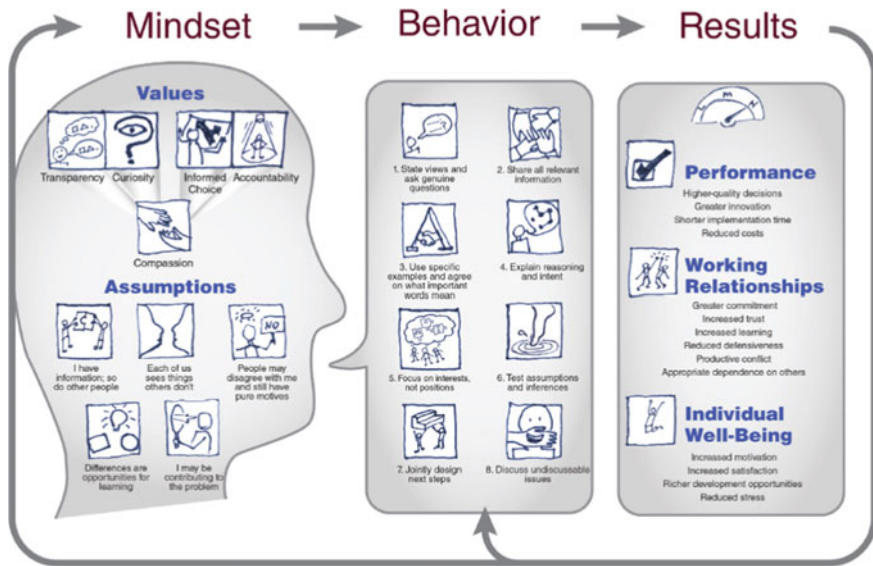 Mindset
Behavior
Results
Values
Transparency
Curiosity
Informed
Choice
Accountability
Compassion
Assumptions
I have
information; so
do other people
Each of us
sees things
others don't
People may
disagree with me
and still have
pure motives
NO
Differences are
opportunities for
learning
I may be
contributing to
the problem
1. State views and
ask genuine
questions
2. Share all relevant
information
3. Use specific
examples and agree
on what important
words mean
4. Explain reasoning
and intent
5. Focus on interests,
not positions
6. Test assumptions
and inferences
7. Jointly design
next steps
8. Discuss undiscussable
issues
L M H
Performance
Higher-quality decisions
Greater innovation
Shorter implementation time
Reduced costs
Working
Relationships
Greater commitment
Increased trust
Increased learning
Reduced defensiveness
Productive conflict
Appropriate dependence on others
Individual
Well-Being
Increased motivation
Increased satisfaction
Richer development opportunities
Reduced stress